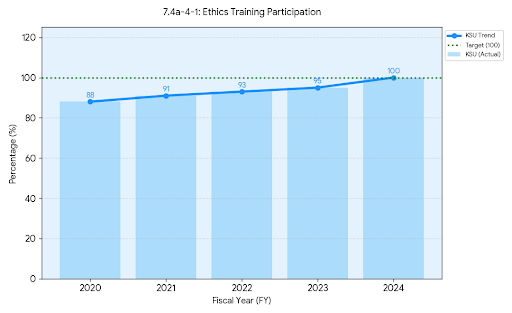 7.4a-4-1: Ethics Training Participation
KSU Trend
Target (100)
KSU (Actual)
120
100
80
60
40
20
0
Percentage (%)
88
91
93
95
100
2020
2021
2022
2023
2024
Fiscal Year (FY)